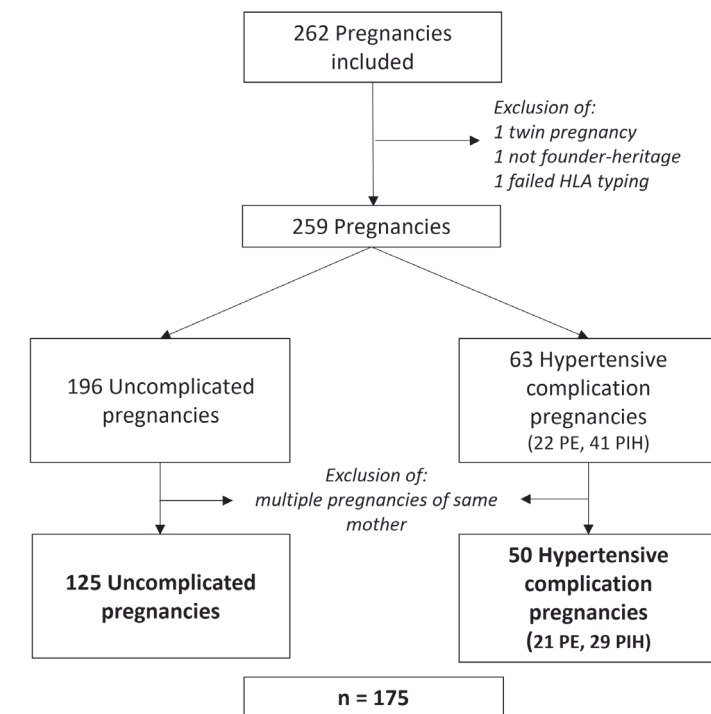 262 Pregnancies
included
Exclusion of:
1 twin pregnancy
1 not founder-heritage
1 failed HLA typing
259 Pregnancies
196 Uncomplicated
pregnancies
63 Hypertensive
complication
pregnancies
(22 PE, 41 PIH)
Exclusion of:
multiple pregnancies of same
mother
125 Uncomplicated
pregnancies
50 Hypertensive
complication
pregnancies
(21 PE, 29 PIH)
n = 175